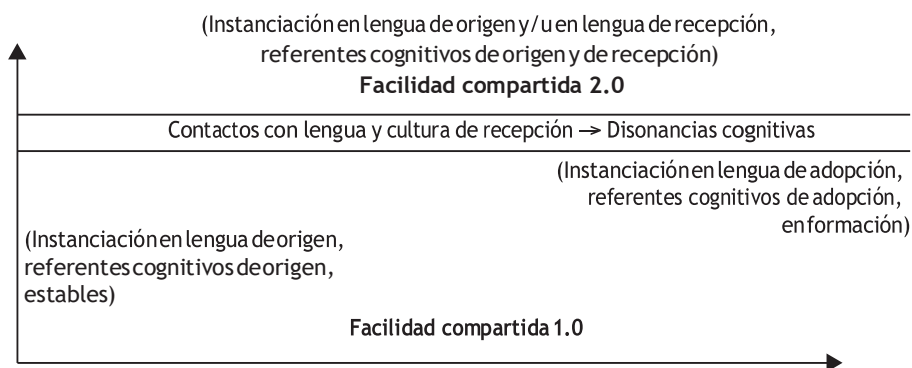 (Instanciación en lengua de origen y/u en lengua de recepción,
referentes cognitivos de origen y de recepción)
Facilidad compartida 2.0
Contactos con lengua y cultura de recepción → Disonancias cognitivas
(Instanciación en lengua de adopción,
referentes cognitivos de adopción,
en formación)
(Instanciación en lengua de origen,
referentes cognitivos de origen,
estables)
Facilidad compartida 1.0